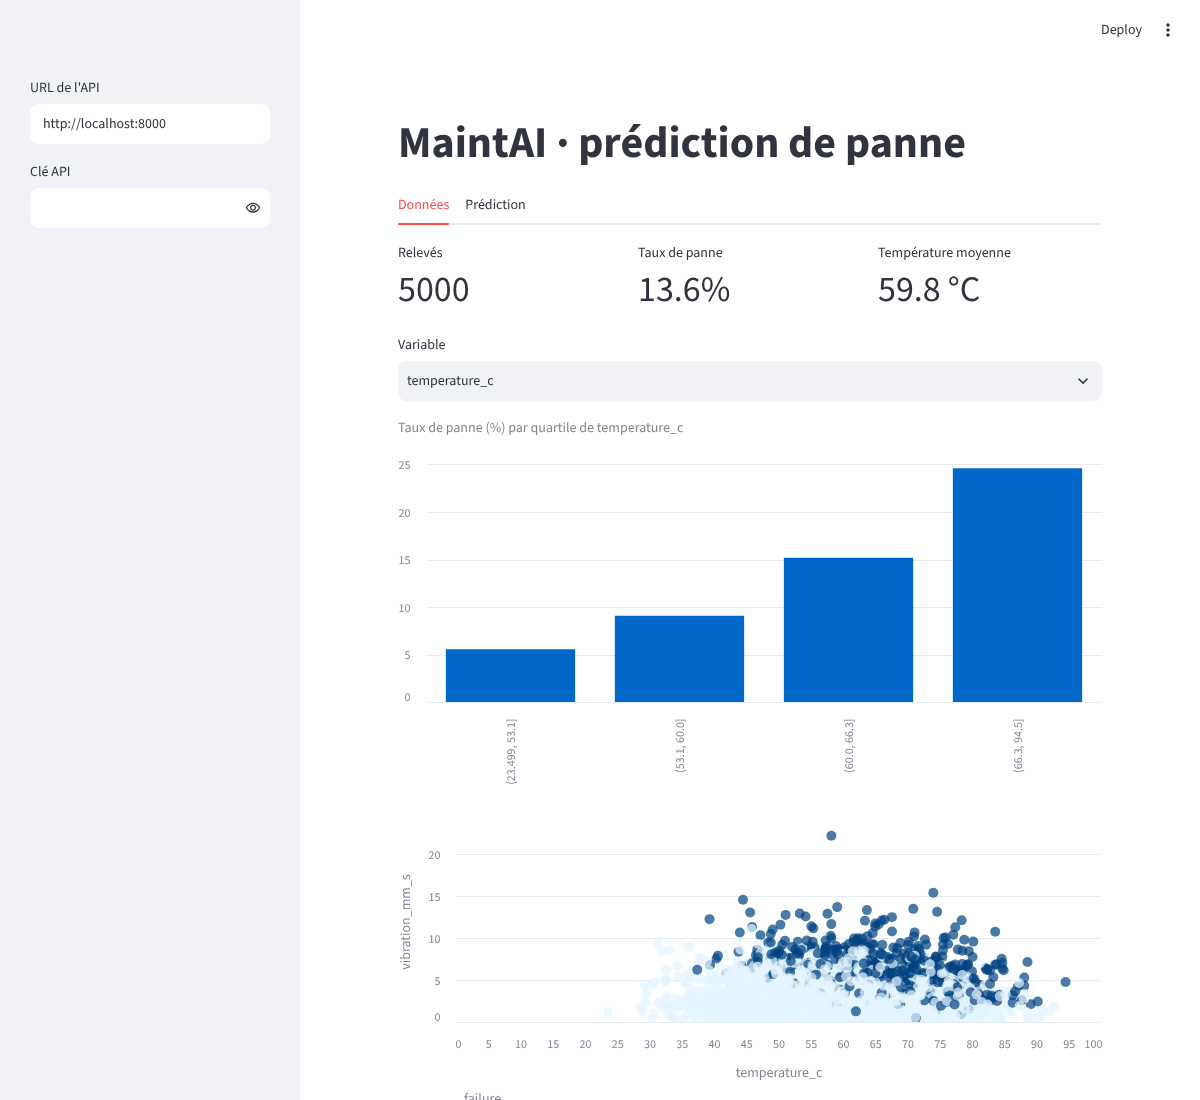 Deploy
URL de l'API
http://localhost:8000
Clé API
MaintAI · prédiction de panne
Données Prédiction
Relevés Taux de panne Température moyenne
5000 13.6% 59.8 °C
Variable
temperature_c
Taux de panne (%) par quartile de temperature_c
25
20
15
10
5
0
(23.499, 53.1] (53.1, 60.0] (60.0, 66.3] (66.3, 94.5]
20
15
10
5
0
vibration_mm_s
0 5 10 15 20 25 30 35 40 45 50 55 60 65 70 75 80 85 90 95 100
temperature_c
failure